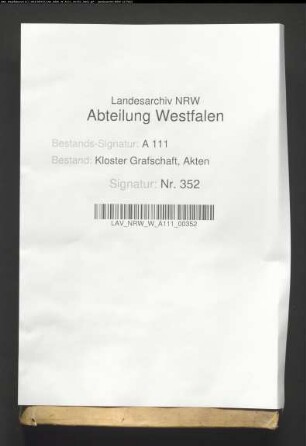 Landesarchiv NRW
Abteilung Westfalen
Bestands-Signatur: A 111
Bestand: Kloster Grafschaft, Akten
Signatur: Nr. 352
LAV_NRW_W_A111_00352